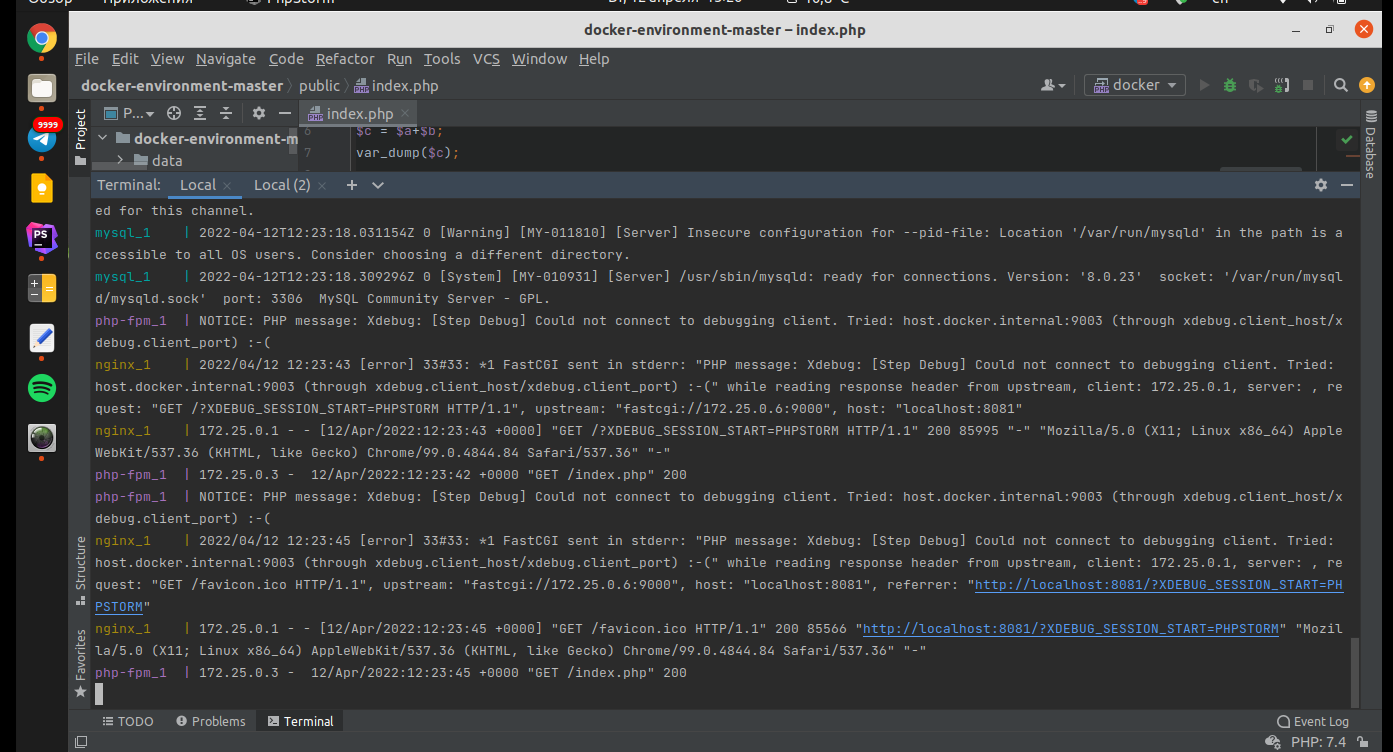 PhpStorm
docker-environment-master – index.php
File Edit View Navigate Code Refactor Run Tools VCS Window Help
docker-environment-master public index.php docker
P... index.php
Project
9999
docker-environment-m
data
6 $c = $a+$b;
7 var_dump($c);
Database
PS
Terminal: Local Local (2)
ed for this channel.
mysql_1 | 2022-04-12T12:23:18.031154Z 0 [Warning] [MY-011810] [Server] Insecure configuration for --pid-file: Location '/var/run/mysqld' in the path is a
ccessible to all OS users. Consider choosing a different directory.
mysql_1 | 2022-04-12T12:23:18.309296Z 0 [System] [MY-010931] [Server] /usr/sbin/mysqld: ready for connections. Version: '8.0.23' socket: '/var/run/mysql
d/mysqld.sock' port: 3306 MySQL Community Server - GPL.
php-fpm_1 | NOTICE: PHP message: Xdebug: [Step Debug] Could not connect to debugging client. Tried: host.docker.internal:9003 (through xdebug.client_host/x
debug.client_port) :-(
nginx_1 | 2022/04/12 12:23:43 [error] 33#33: *1 FastCGI sent in stderr: "PHP message: Xdebug: [Step Debug] Could not connect to debugging client. Tried:
host.docker.internal:9003 (through xdebug.client_host/xdebug.client_port) :-(" while reading response header from upstream, client: 172.25.0.1, server: , re
quest: "GET /?XDEBUG_SESSION_START=PHPSTORM HTTP/1.1", upstream: "fastcgi://172.25.0.6:9000", host: "localhost:8081"
nginx_1 | 172.25.0.1 - - [12/Apr/2022:12:23:43 +0000] "GET /?XDEBUG_SESSION_START=PHPSTORM HTTP/1.1" 200 85995 "-" "Mozilla/5.0 (X11; Linux x86_64) Apple
WebKit/537.36 (KHTML, like Gecko) Chrome/99.0.4844.84 Safari/537.36" "-"
php-fpm_1 | 172.25.0.3 - 12/Apr/2022:12:23:42 +0000 "GET /index.php" 200
php-fpm_1 | NOTICE: PHP message: Xdebug: [Step Debug] Could not connect to debugging client. Tried: host.docker.internal:9003 (through xdebug.client_host/x
debug.client_port) :-(
nginx_1 | 2022/04/12 12:23:45 [error] 33#33: *1 FastCGI sent in stderr: "PHP message: Xdebug: [Step Debug] Could not connect to debugging client. Tried:
host.docker.internal:9003 (through xdebug.client_host/xdebug.client_port) :-(" while reading response header from upstream, client: 172.25.0.1, server: , re
quest: "GET /favicon.ico HTTP/1.1", upstream: "fastcgi://172.25.0.6:9000", host: "localhost:8081", referrer: "http://localhost:8081/?XDEBUG_SESSION_START=PH
PSTORM"
nginx_1 | 172.25.0.1 - - [12/Apr/2022:12:23:45 +0000] "GET /favicon.ico HTTP/1.1" 200 85566 "http://localhost:8081/?XDEBUG_SESSION_START=PHPSTORM" "Mozil
la/5.0 (X11; Linux x86_64) AppleWebKit/537.36 (KHTML, like Gecko) Chrome/99.0.4844.84 Safari/537.36" "-"
php-fpm_1 | 172.25.0.3 - 12/Apr/2022:12:23:45 +0000 "GET /index.php" 200
Structure
Favorites
TODO Problems Terminal Event Log
PHP: 7.4